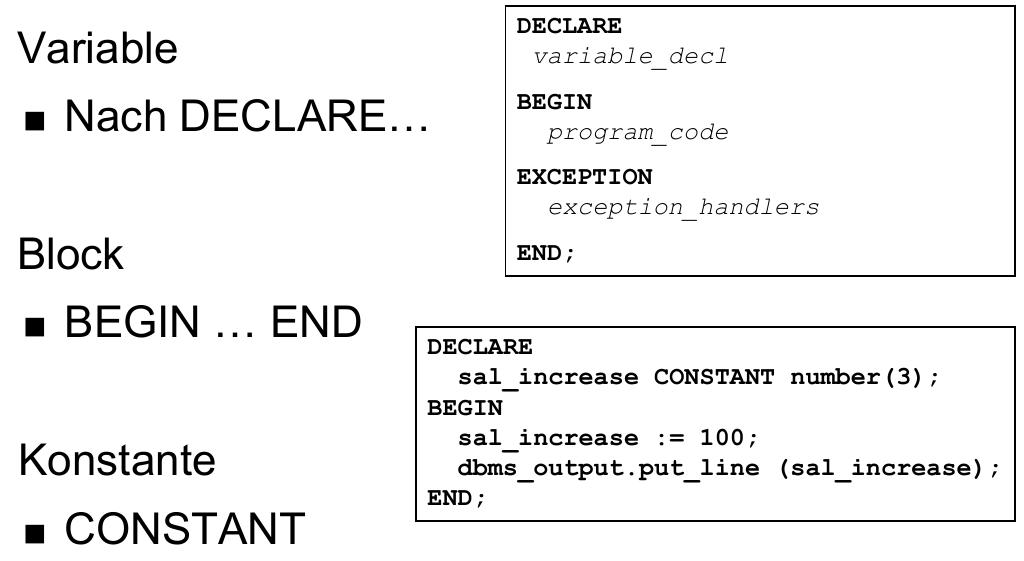 Variable
■ Nach DECLARE…
Block
■ BEGIN … END
Konstante
■ CONSTANT
DECLARE
variable_decl
BEGIN
program_code
EXCEPTION
exception_handlers
END;
DECLARE
sal_increase CONSTANT number(3);
BEGIN
sal_increase := 100;
dbms_output.put_line (sal_increase);
END;